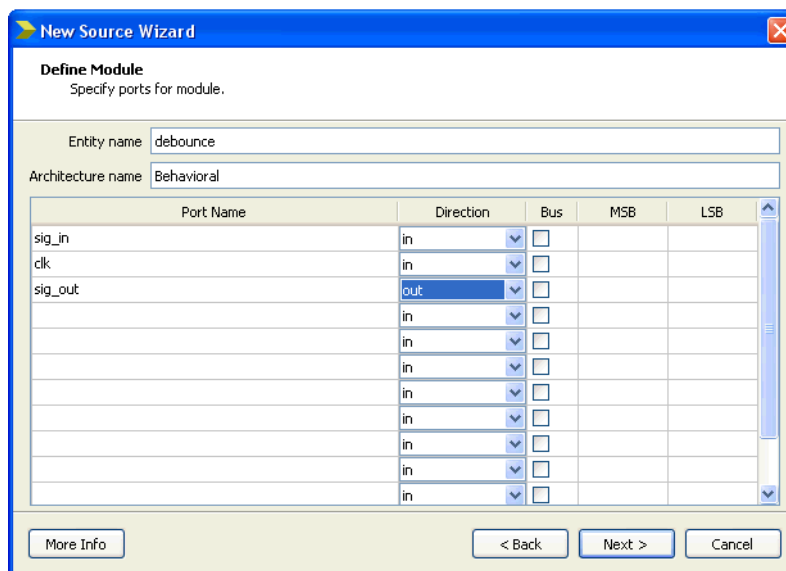 New Source Wizard
Define Module
Specify ports for module.
Entity name debounce
Architecture name Behavioral
Port Name Direction Bus MSB LSB
sig_in in
clk in
sig_out out
in
in
in
in
in
in
in
in
More Info < Back Next > Cancel